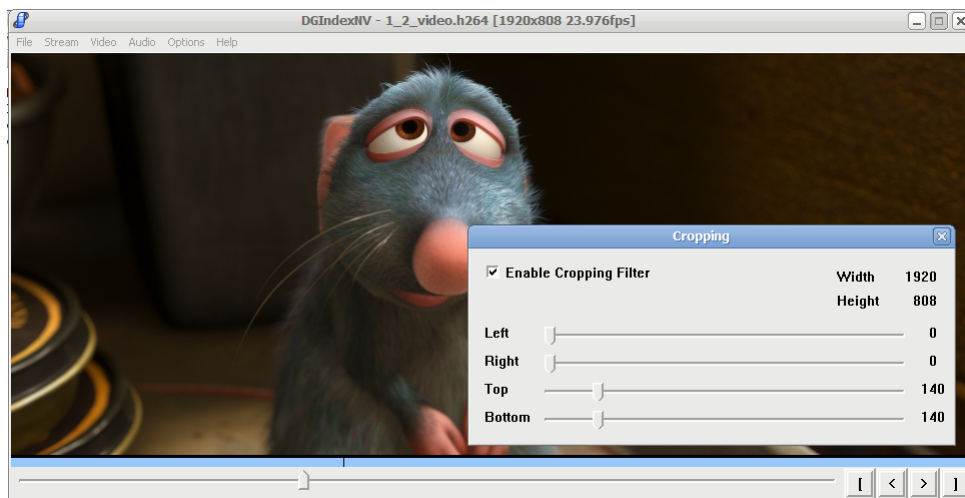 DGIndexNV - 1_2_video.h264 [1920x808 23.976fps]
File Stream Video Audio Options Help
Cropping
Enable Cropping Filter
Width 1920
Height 808
Left 0
Right 0
Top 140
Bottom 140
[ < > ]